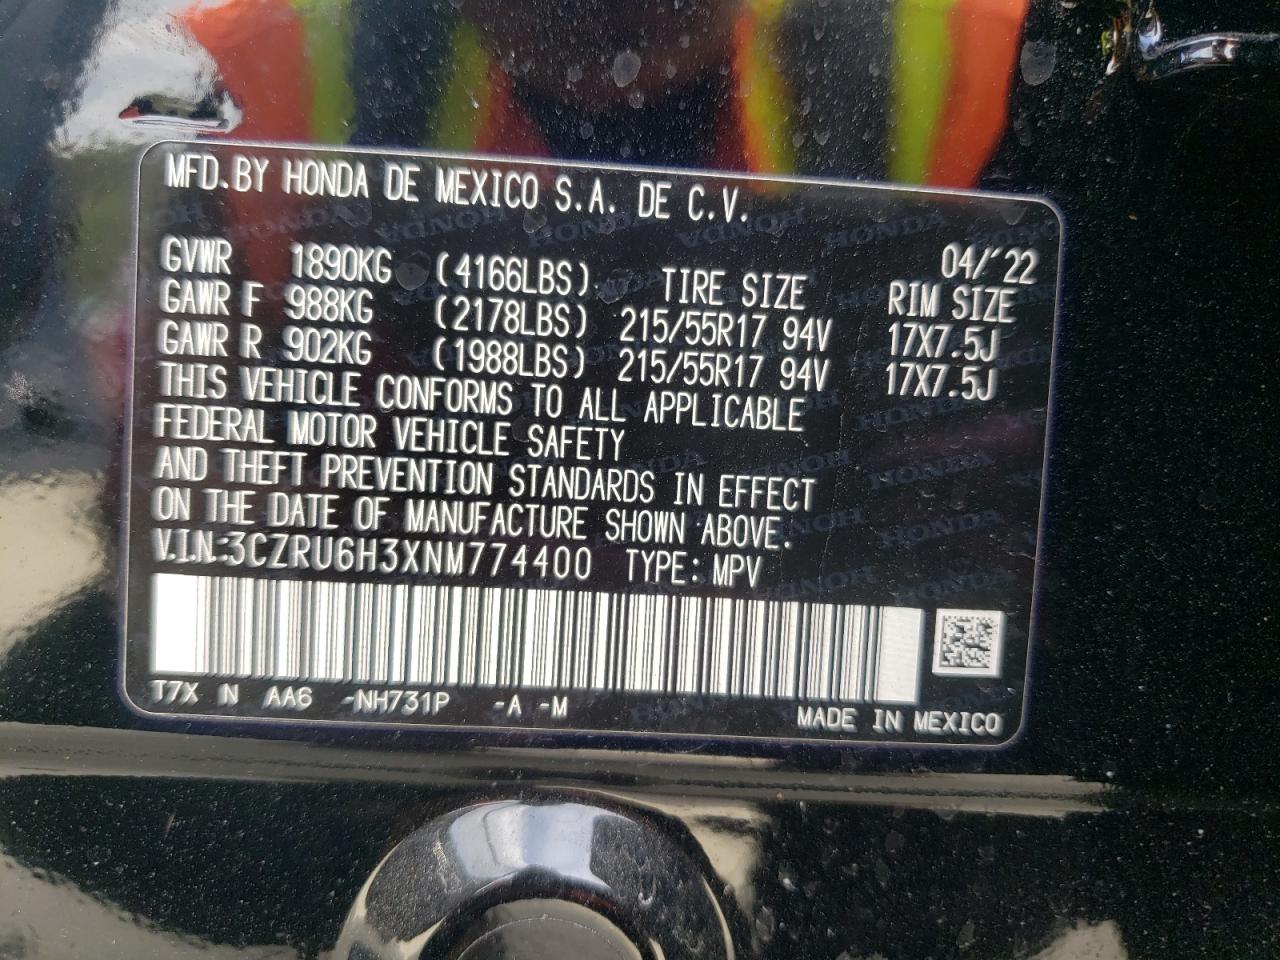 MFD. BY HONDA DE MEXICO S.A. DE C.V.
04/'22
GVWR 1890KG (4166LBS) TIRE SIZE RIM SIZE
GAWR F 988KG (2178LBS) 215/55R17 94V 17X7.5J
GAWR R 902KG (1988LBS) 215/55R17 94V 17X7.5J
THIS VEHICLE CONFORMS TO ALL APPLICABLE
FEDERAL MOTOR VEHICLE SAFETY
AND THEFT PREVENTION STANDARDS IN EFFECT
ON THE DATE OF MANUFACTURE SHOWN ABOVE.
V.I.N.:3CZRU6H3XNM774400 TYPE: MPV
T7X N AA6 -NH731P -A -M
MADE IN MEXICO